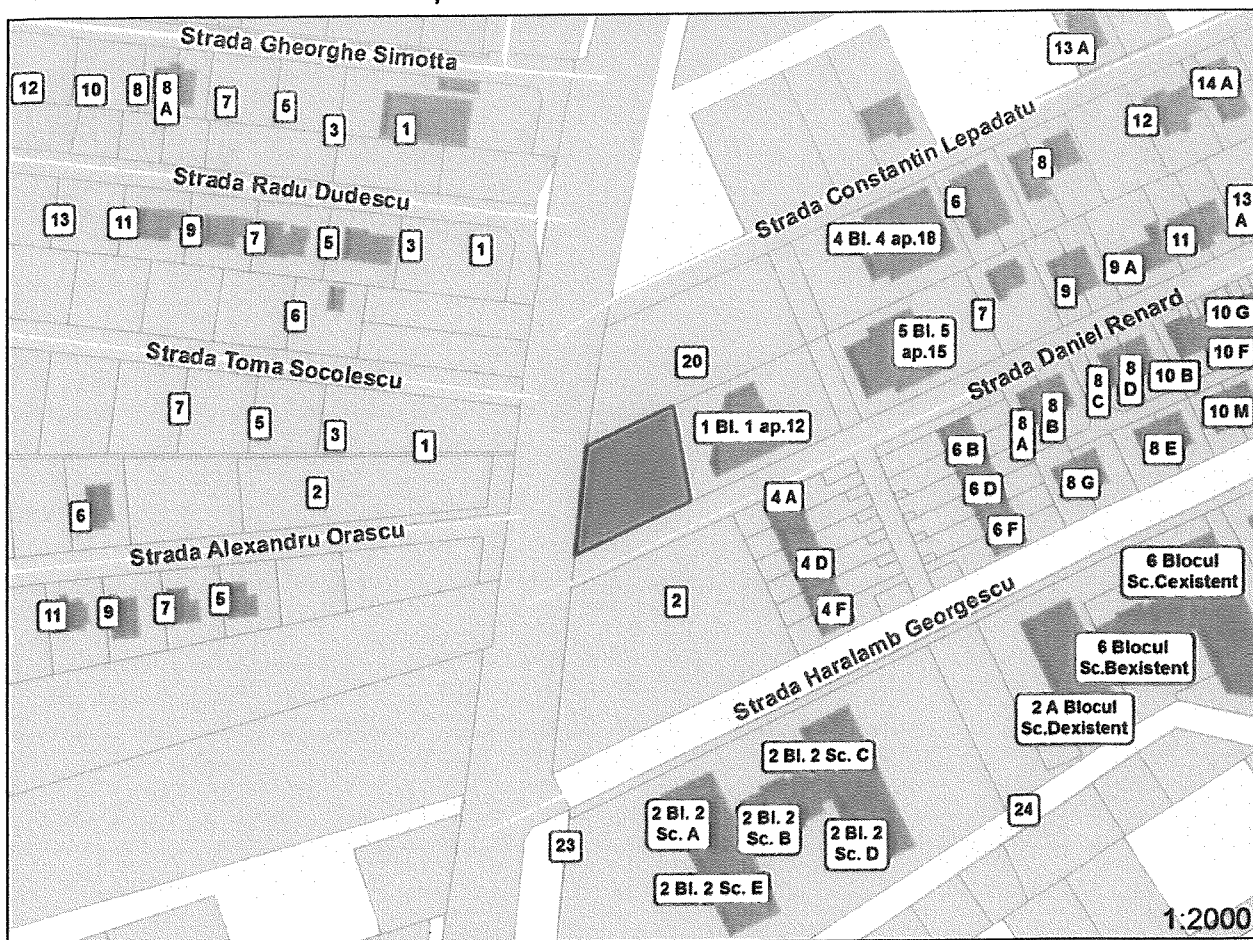 Strada Gheorghe Simotta
13 A
12
10
8
8
A
7
5
3
1
14 A
12
Strada Constantin Lepadatu
8
Strada Radu Dudescu
6
13
11
9
7
5
3
1
4 Bl. 4 ap.18
13
A
11
9 A
9
7
6
Strada Daniel Renard
10 G
5 Bl. 5
ap.15
10 F
Strada Toma Socolescu
20
8
D
10 B
8
C
10 M
7
5
3
1
1 Bl. 1 ap.12
8
B
8
A
6 B
8 E
2
4 A
6 D
8 G
6
6 F
Strada Alexandru Orascu
4 D
6 Blocul
Sc.Cexistent
11
9
7
5
2
4 F
Strada Haralamb Georgescu
6 Blocul
Sc.Bexistent
2 A Blocul
Sc.Dexistent
2 Bl. 2 Sc. C
24
2 Bl. 2
Sc. A
2 Bl. 2
Sc. B
2 Bl. 2
Sc. D
23
2 Bl. 2 Sc. E
1:2000